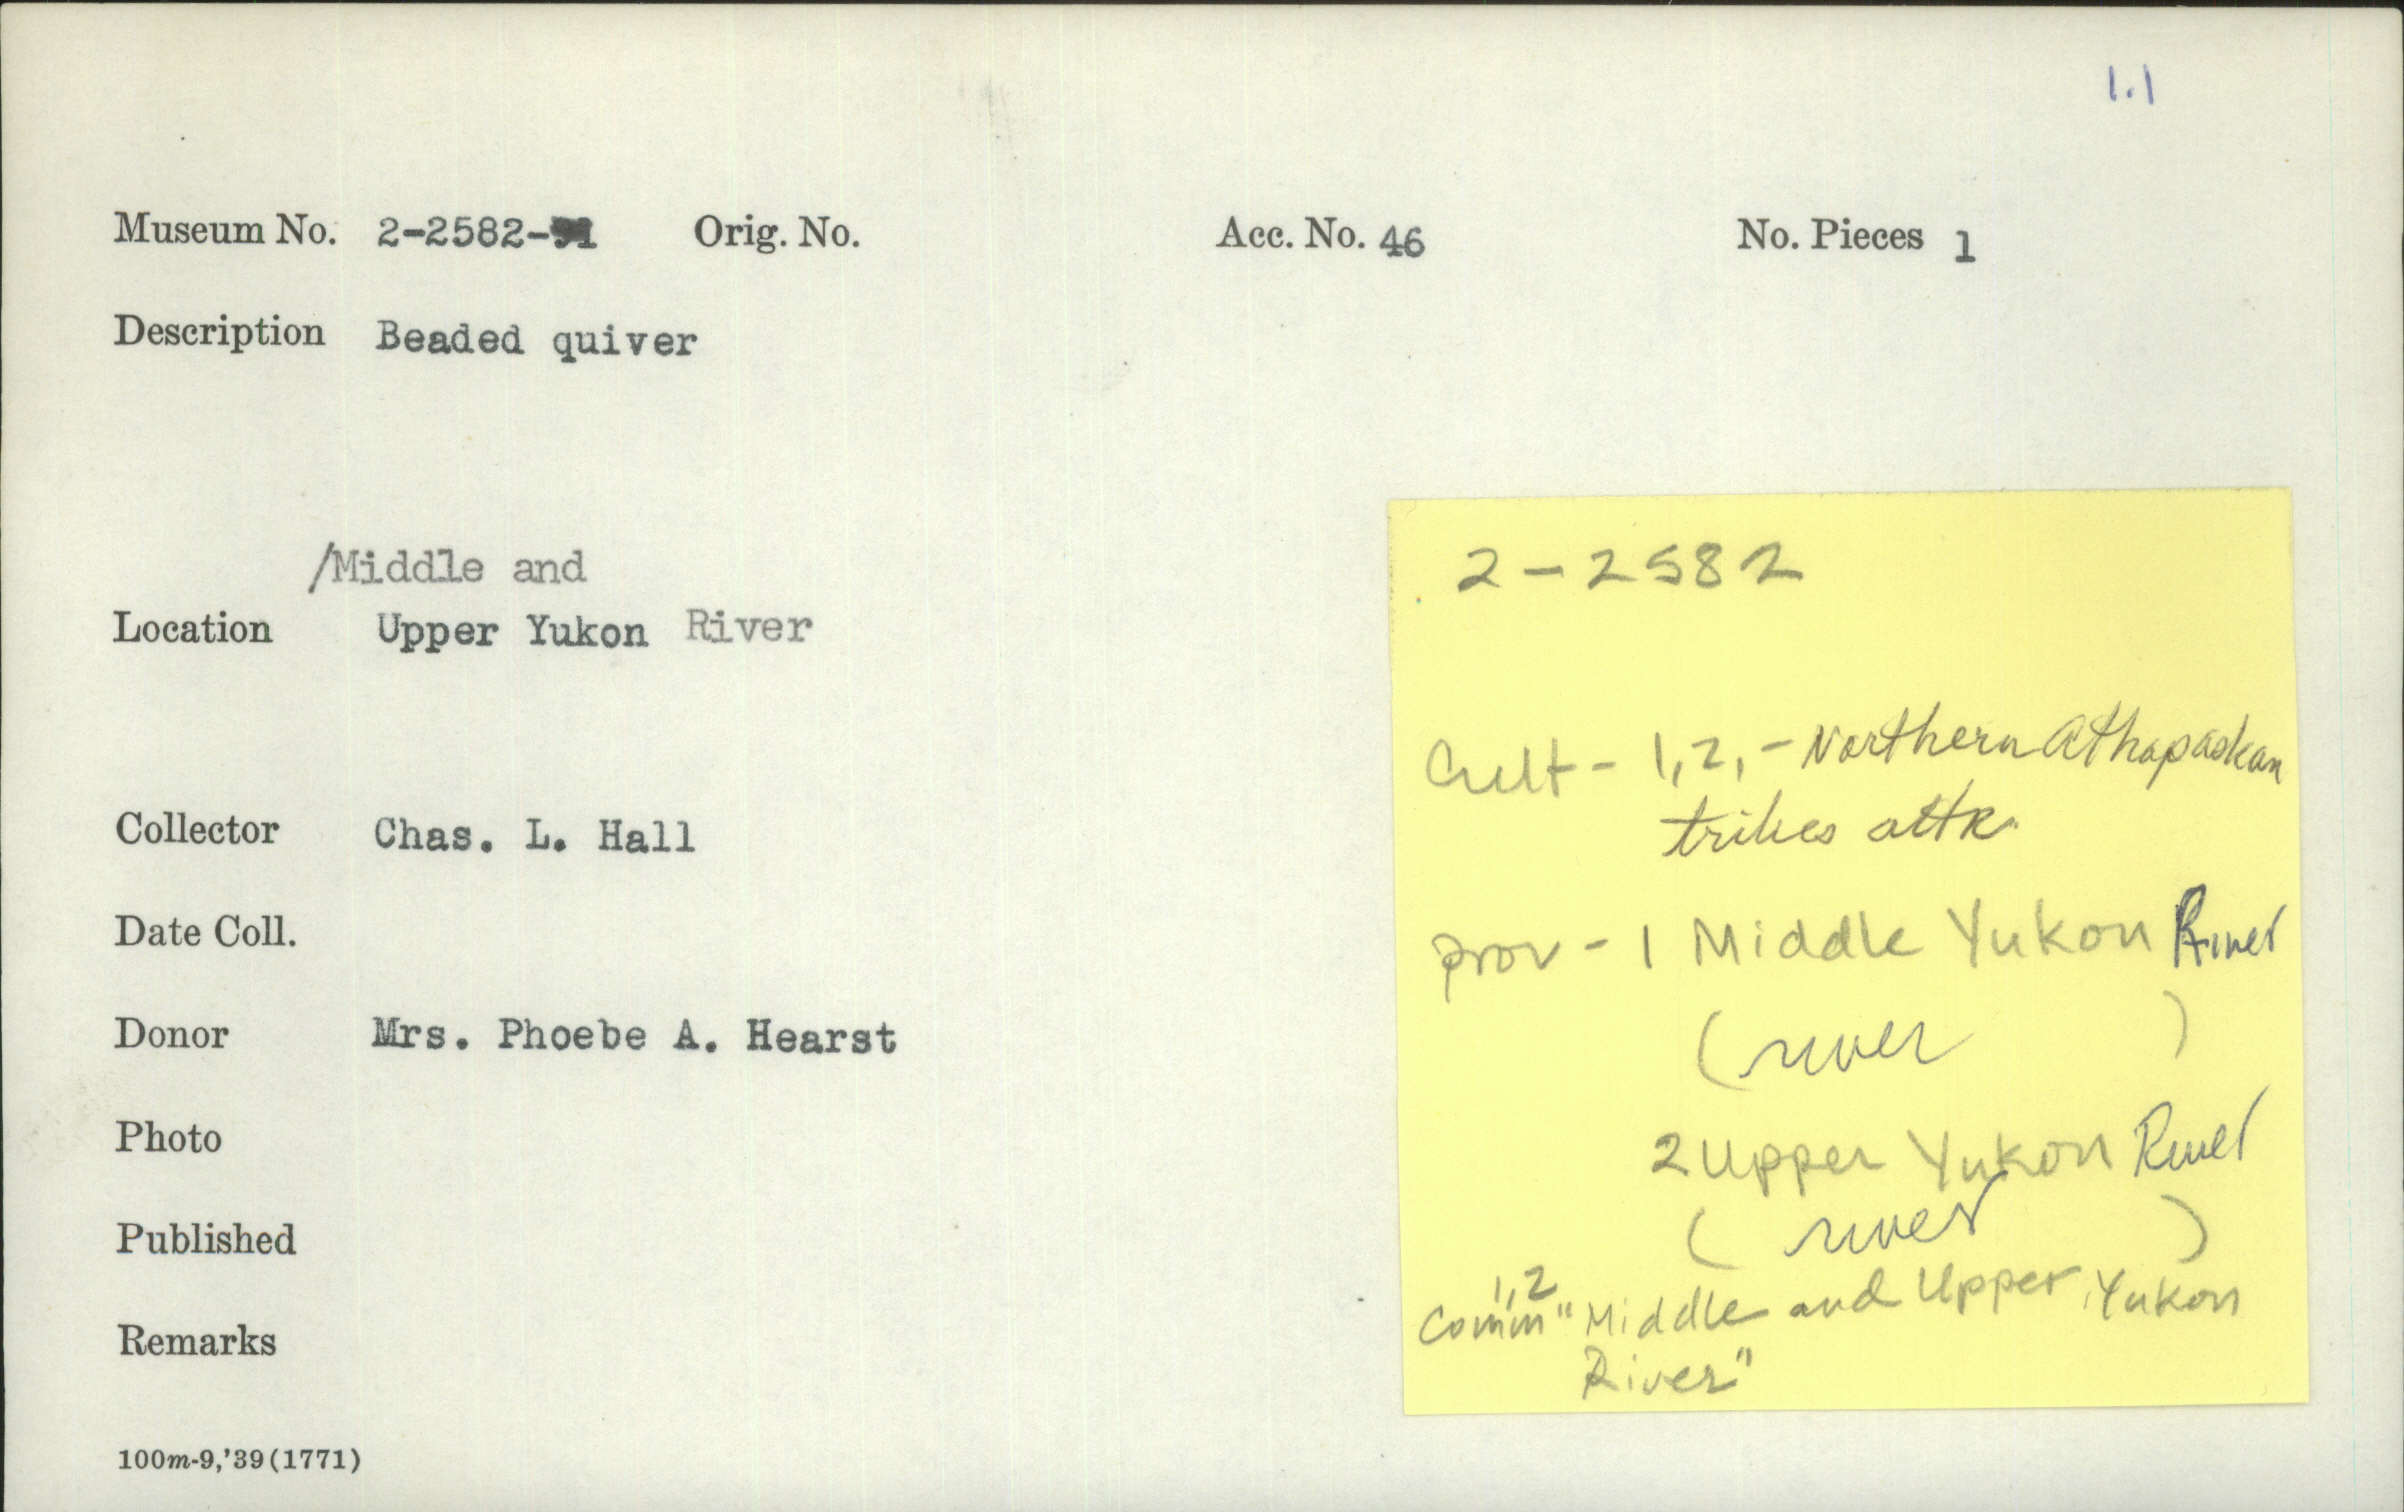 1.1
Museum No. 2-2582- Orig. No. Acc. No. 46 No. Pieces 1
Description Beaded quiver
/Middle and
Location Upper Yukon River
Collector Chas. L. Hall
Date Coll.
Donor Mrs. Phoebe A. Hearst
Photo
Published
Remarks
100m-9,'39(1771)
2-2582
Cult - 1,2, - Northern Athapaskan
tribes attr.
prov - 1 Middle Yukon River
(river )
2 Upper Yukon River
( river )
1,2
Comm "Middle and Upper Yukon
River"